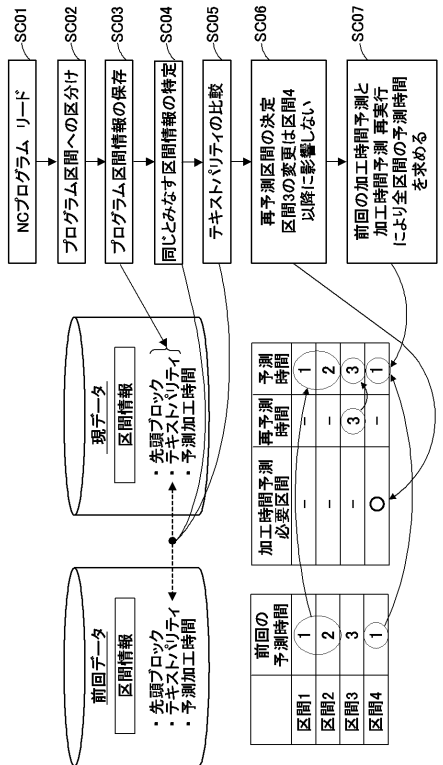 SC01
NCプログラム リード
SC02
プログラム区間への区分け
SC03
プログラム区間情報の保存
SC04
同じとみなす区間情報の特定
SC05
テキストパリティの比較
SC06
再予測区間の決定
区間3の変更は区間4
以降に影響しない
SC07
前回の加工時間予測と
加工時間予測 再実行
により全区間の予測時間
を求める
前回データ
区間情報
・先頭ブロック
・テキストパリティ
・予測加工時間
現データ
区間情報
・先頭ブロック
・テキストパリティ
・予測加工時間
前回の
予測時間
区間1 1
区間2 2
区間3 3
区間4 1
加工時間予測
必要区間
再予測
時間
予測
時間
- - 1
- - 2
- 3 3
○ - 1